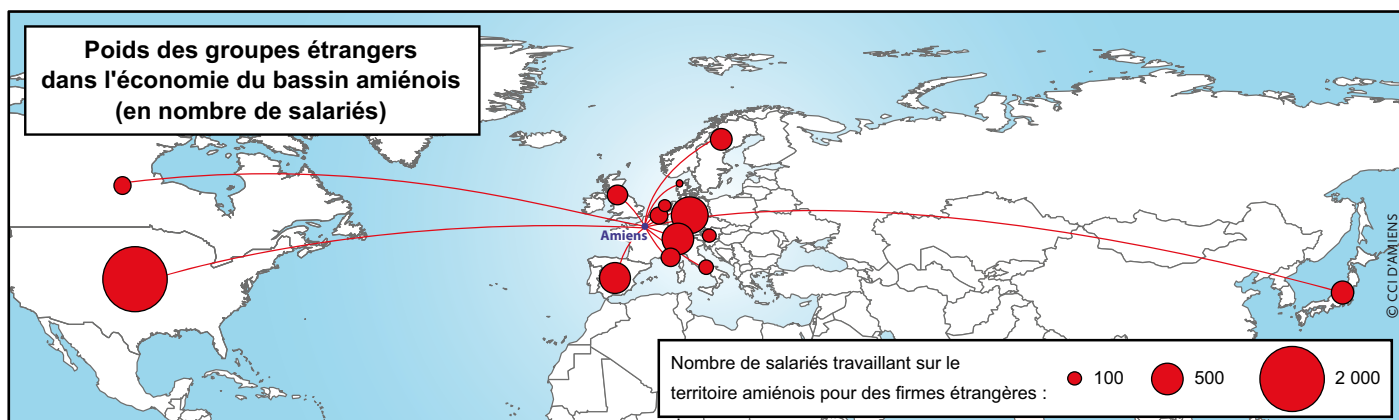 Poids des groupes étrangers
dans l'économie du bassin amiénois
(en nombre de salariés)
Amiens
Nombre de salariés travaillant sur le
territoire amiénois pour des firmes étrangères :
100
500
2 000
© CCI D'AMIENS